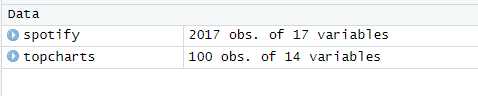 Data
spotify 2017 obs. of 17 variables
topcharts 100 obs. of 14 variables